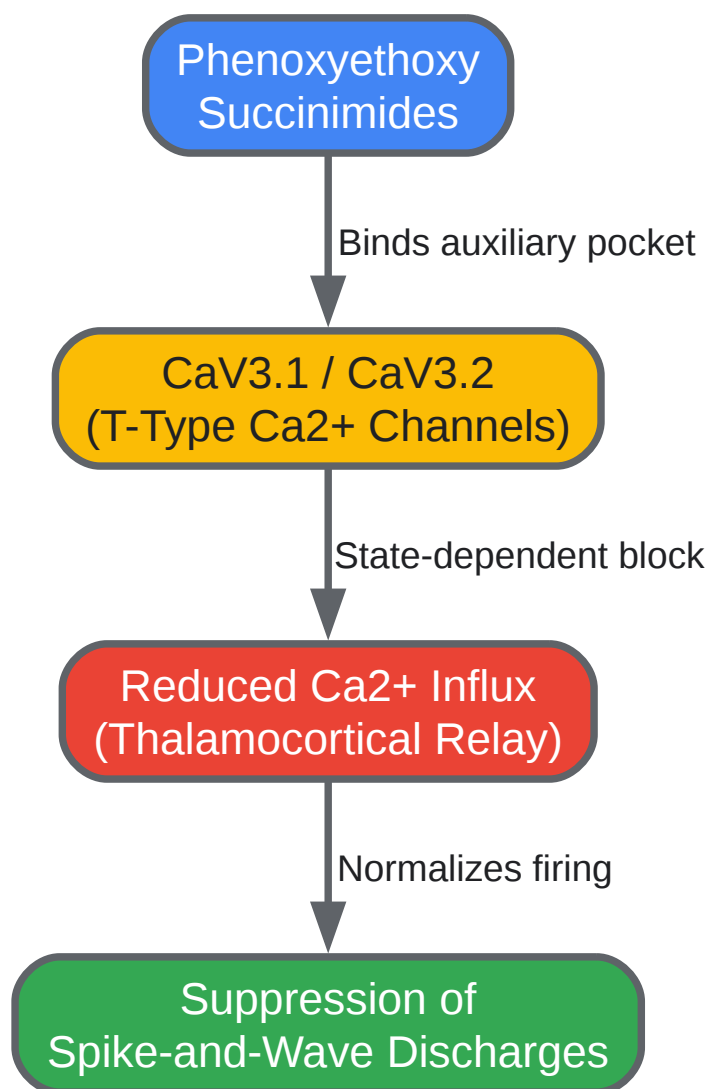 Phenoxyethoxy
Succinimides
Binds auxiliary pocket
CaV3.1 / CaV3.2
(T-Type Ca2+ Channels)
State-dependent block
Reduced Ca2+ Influx
(Thalamocortical Relay)
Normalizes firing
Suppression of
Spike-and-Wave Discharges